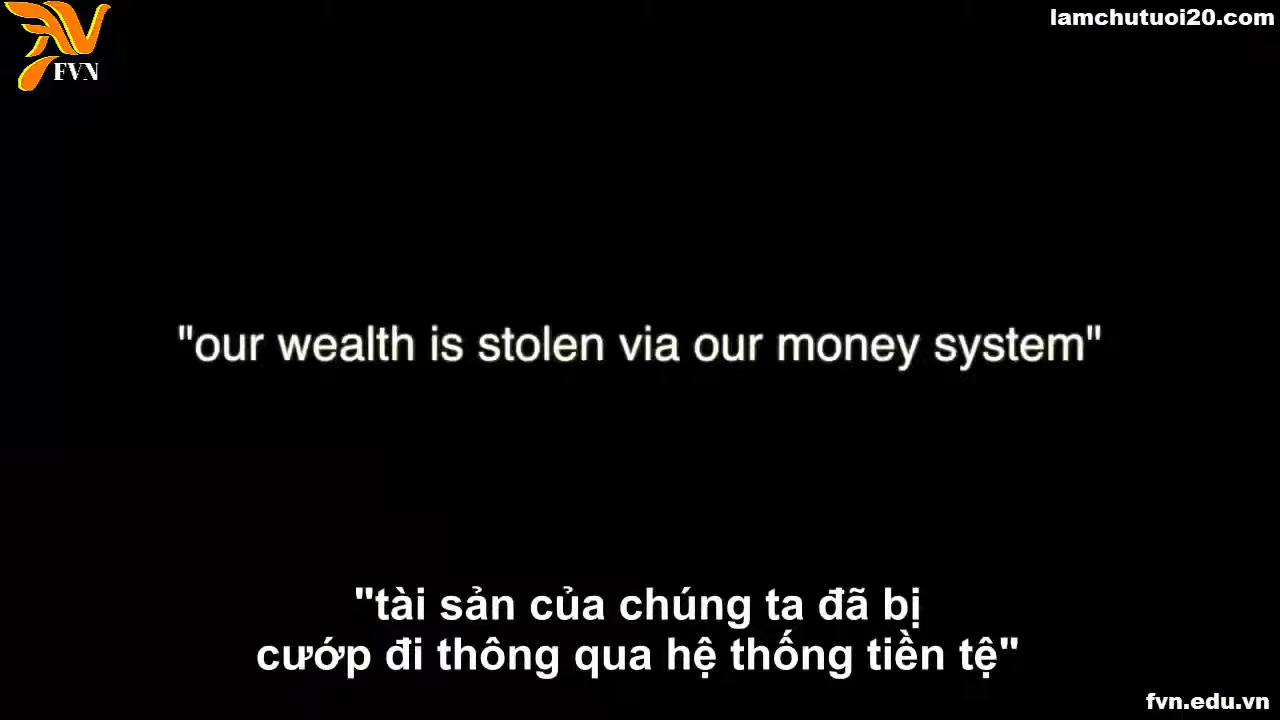 lamchutuoi20.com
FVN
"our wealth is stolen via our money system"
"tài sản của chúng ta đã bị
cướp đi thông qua hệ thống tiền tệ"
fvn.edu.vn